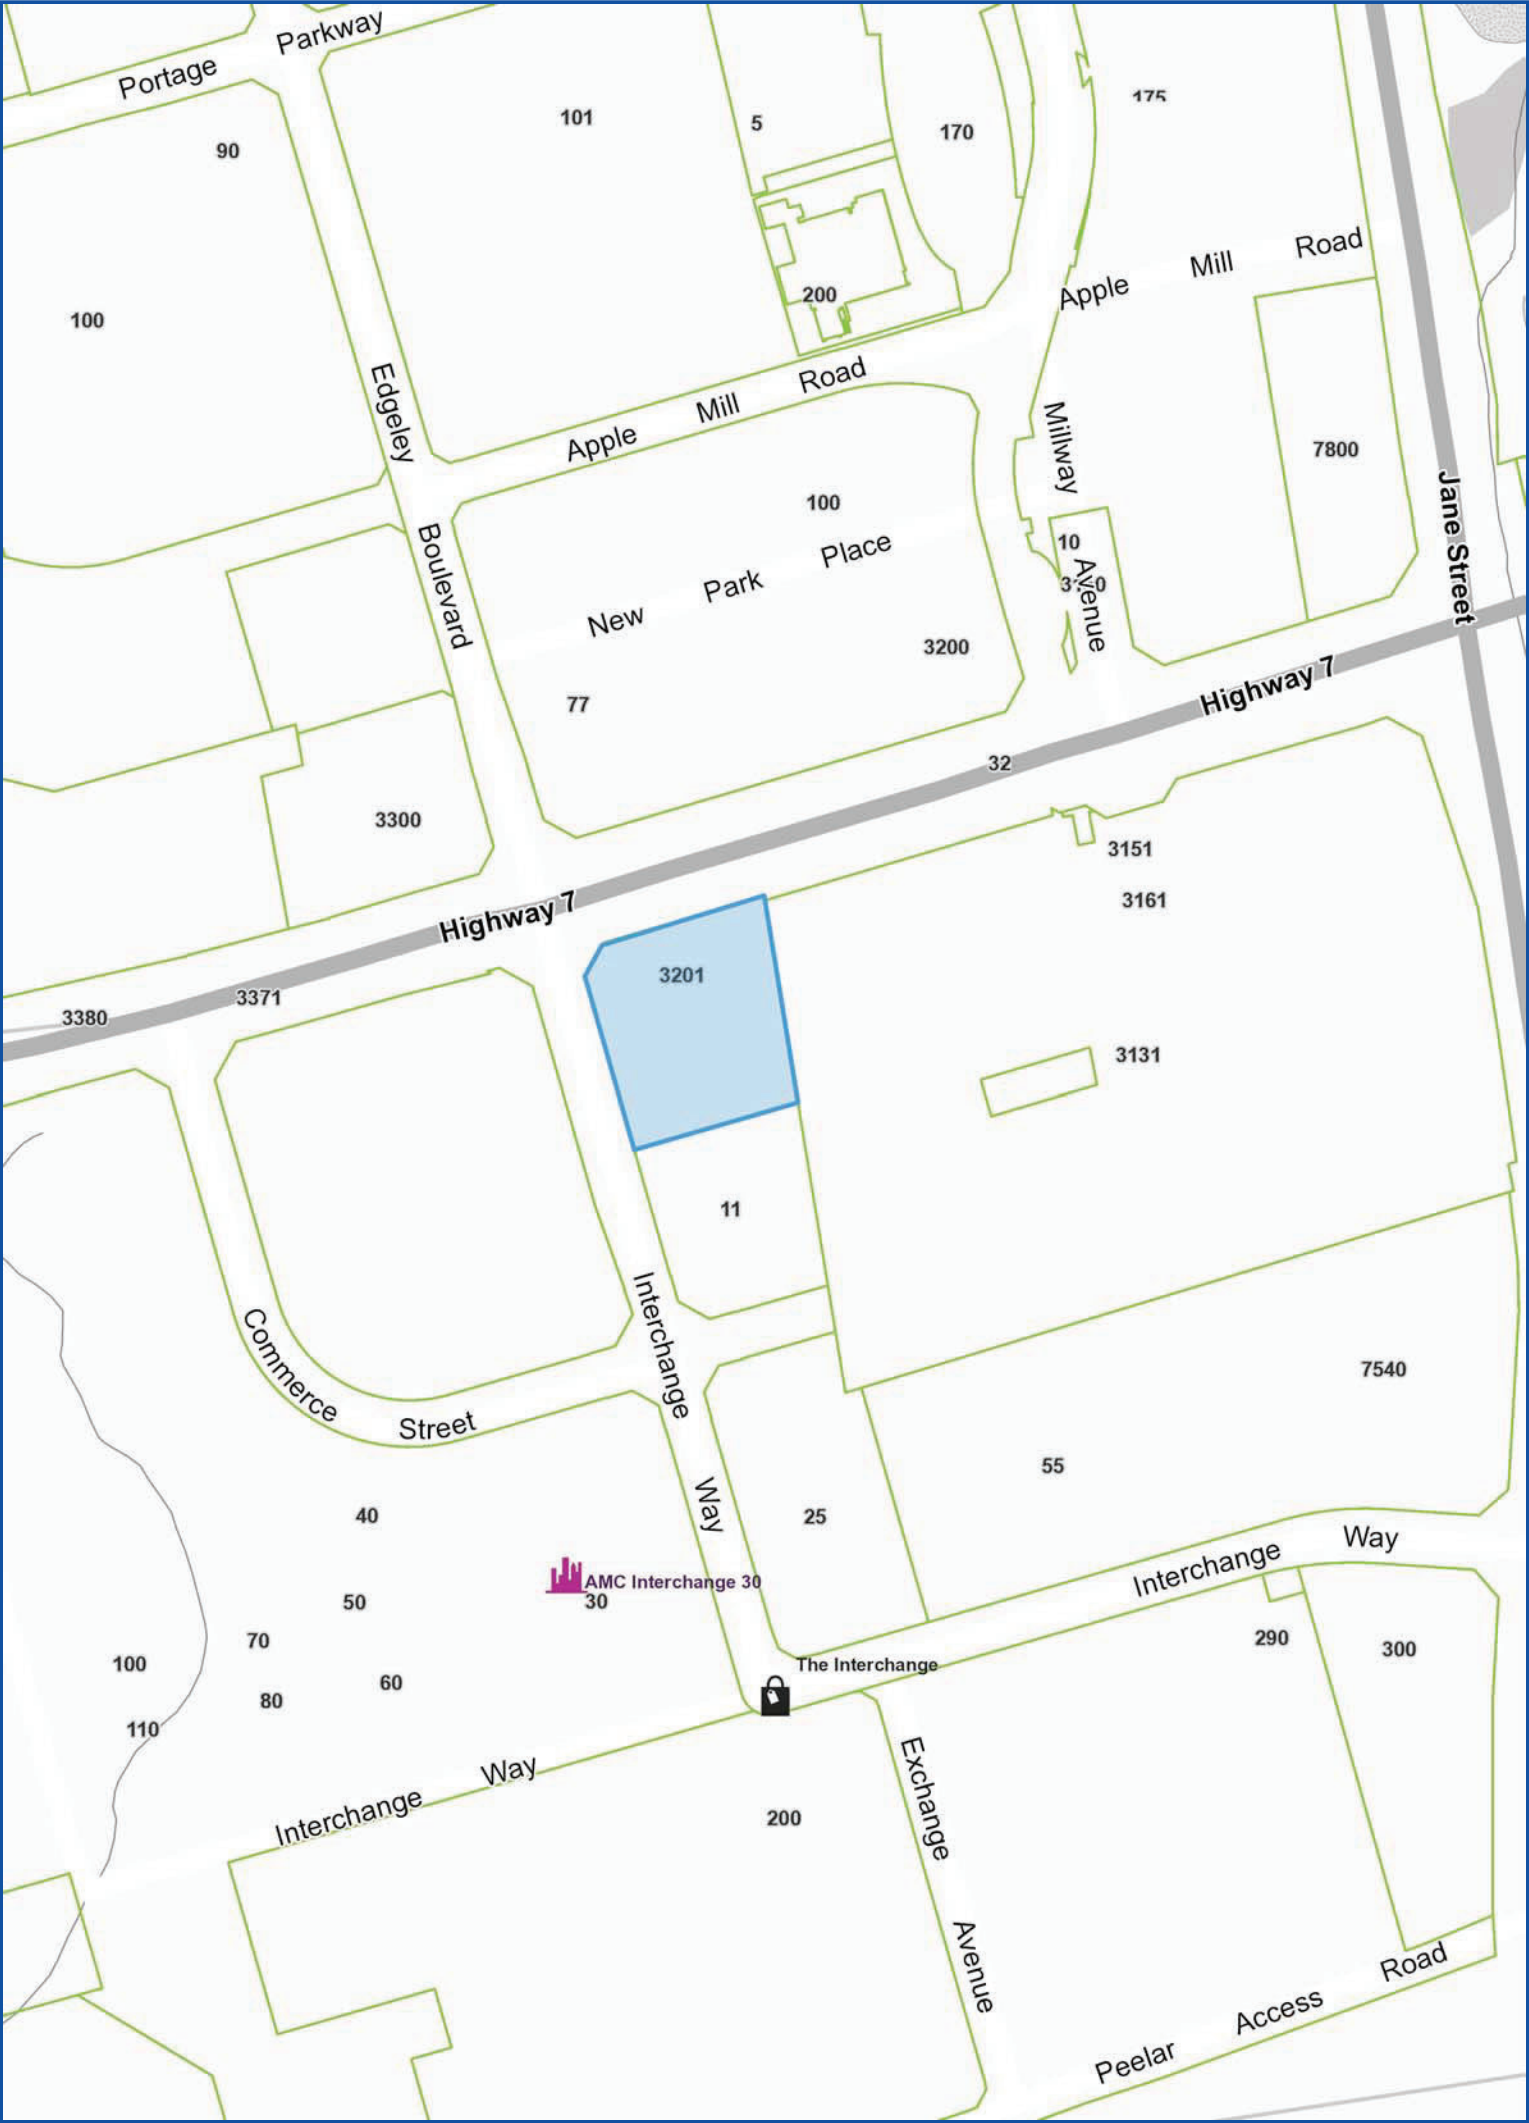 Portage Parkway
90
101
5
170
175
100
200
Apple Mill Road
Edgeley Boulevard
Apple Mill Road
Millway Avenue
7800
Jane Street
100
New Park Place
10
3200
77
Highway 7
32
3300
3151
3161
Highway 7
3201
3371
3380
3131
11
Interchange Way
Commerce Street
7540
55
40
25
Interchange Way
AMC Interchange 30
30
50
70
100
60
80
110
290
300
The Interchange
Interchange Way
200
Exchange Avenue
Peelar Access Road